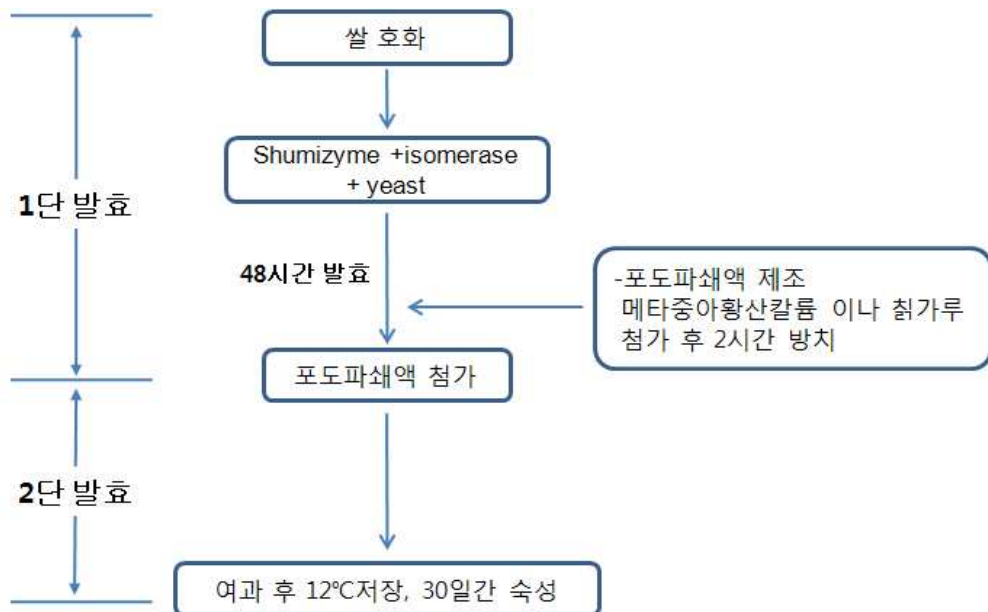 쌀 호화
Shumizyme +isomerase
+ yeast
1단 발효
48시간 발효
-포도파쇄액 제조
메타중아황산칼륨 이나 칡가루
첨가 후 2시간 방치
포도파쇄액 첨가
2단 발효
여과 후 12℃저장, 30일간 숙성